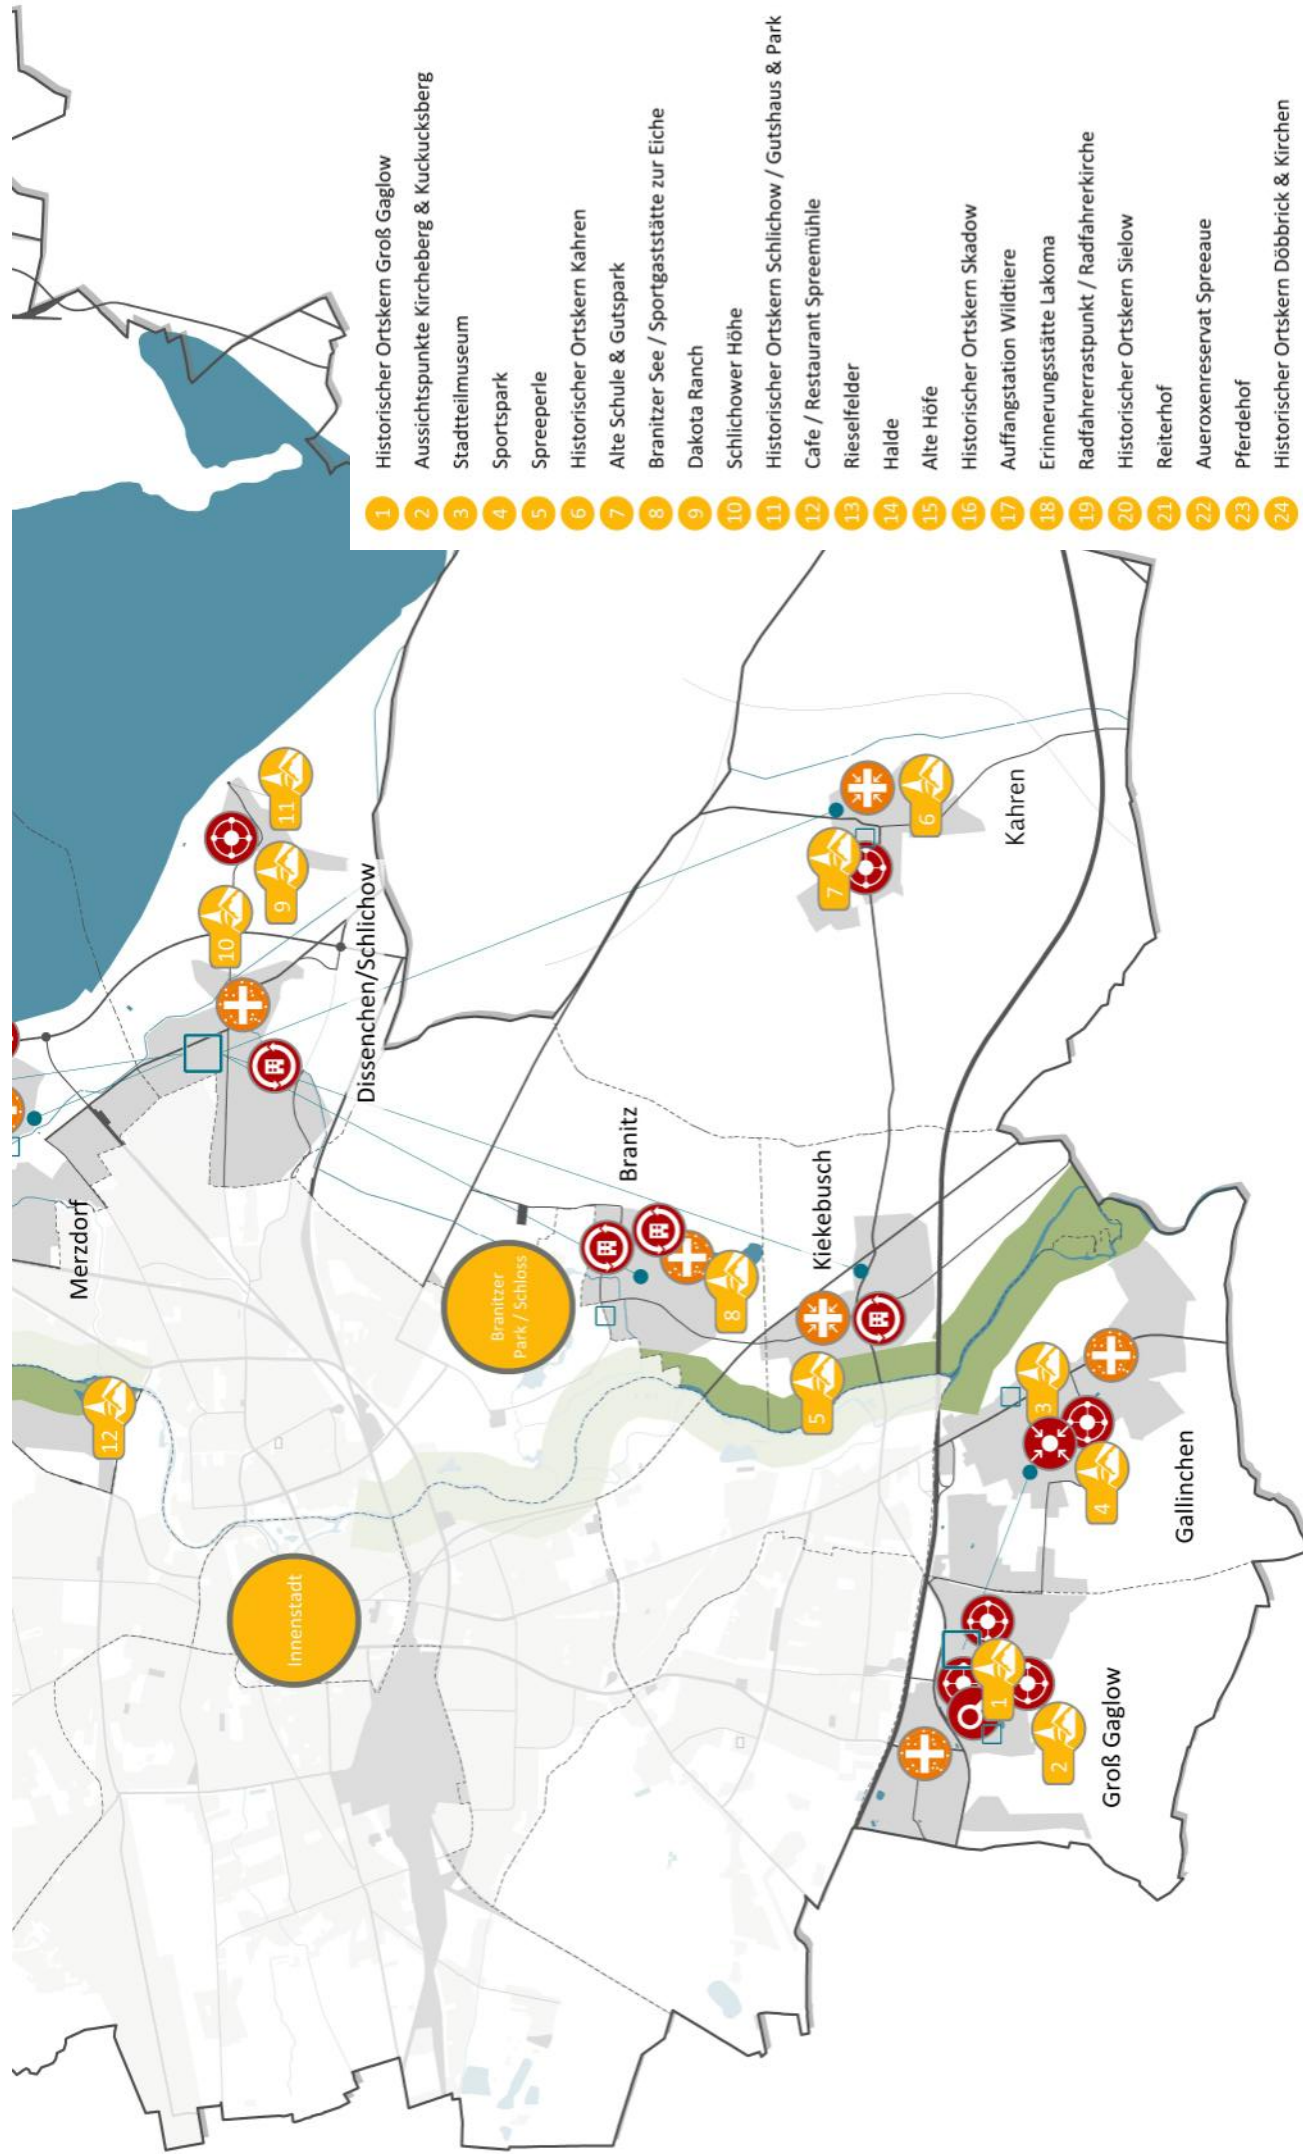 Merzdorf
12
Innenstadt
Branitzer
Park / Schloss
10
9
11
Dissenchen/Schlichow
Branitz
8
Kiekebusch
5
7
6
Kahren
3
4
Gallinchen
1
2
Groß Gaglow
1 Historischer Ortskern Groß Gaglow
2 Aussichtspunkte Kircheberg & Kuckucksberg
3 Stadtteilmuseum
4 Sportspark
5 Spreeperle
6 Historischer Ortskern Kahren
7 Alte Schule & Gutspark
8 Branitzer See / Sportgaststätte zur Eiche
9 Dakota Ranch
10 Schlichower Höhe
11 Historischer Ortskern Schlichow / Gutshaus & Park
12 Cafe / Restaurant Spreemühle
13 Rieselfelder
14 Halde
15 Alte Höfe
16 Historischer Ortskern Skadow
17 Auffangstation Wildtiere
18 Erinnerungsstätte Lakoma
19 Radfahrerrastpunkt / Radfahrerkirche
20 Historischer Ortskern Sielow
21 Reiterhof
22 Aueroxenreservat Spreeaue
23 Pferdehof
24 Historischer Ortskern Döbbrick & Kirchen